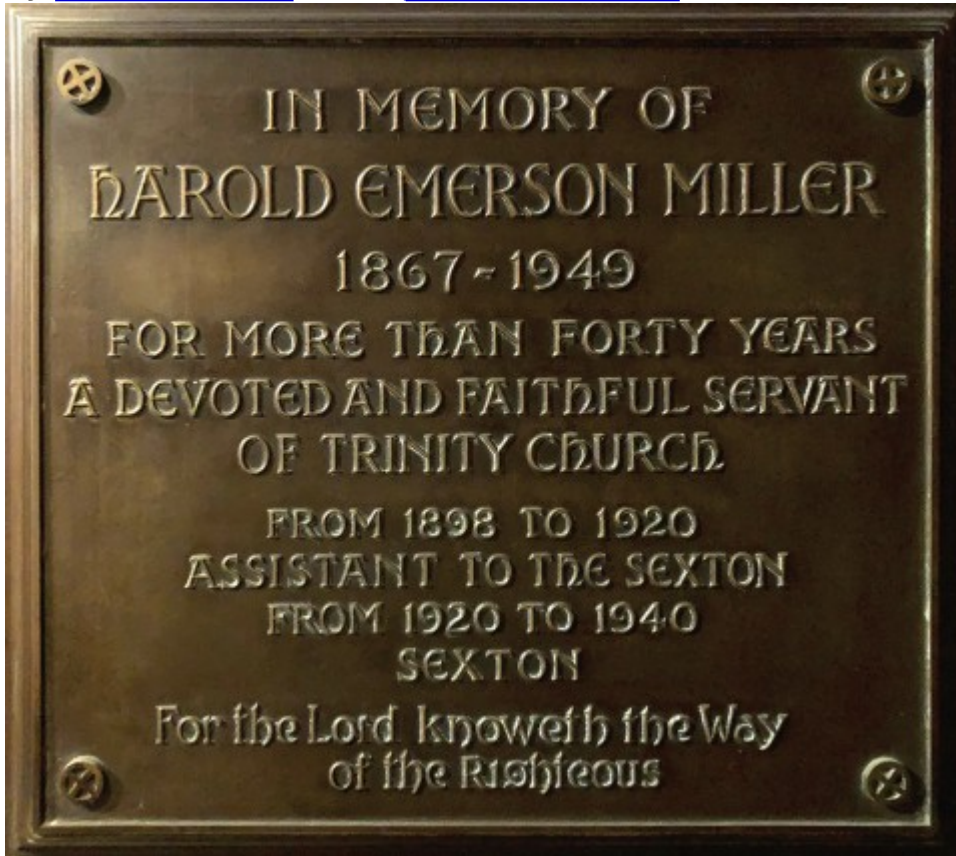 IN MEMORY OF
HAROLD EMERSON MILLER
1867-1949
FOR MORE THAN FORTY YEARS
A DEVOTED AND FAITHFUL SERVANT
OF TRINITY CHURCH
FROM 1898 TO 1920
ASSISTANT TO THE SEXTON
FROM 1920 TO 1940
SEXTON
For the Lord knoweth the Way
of the Righteous